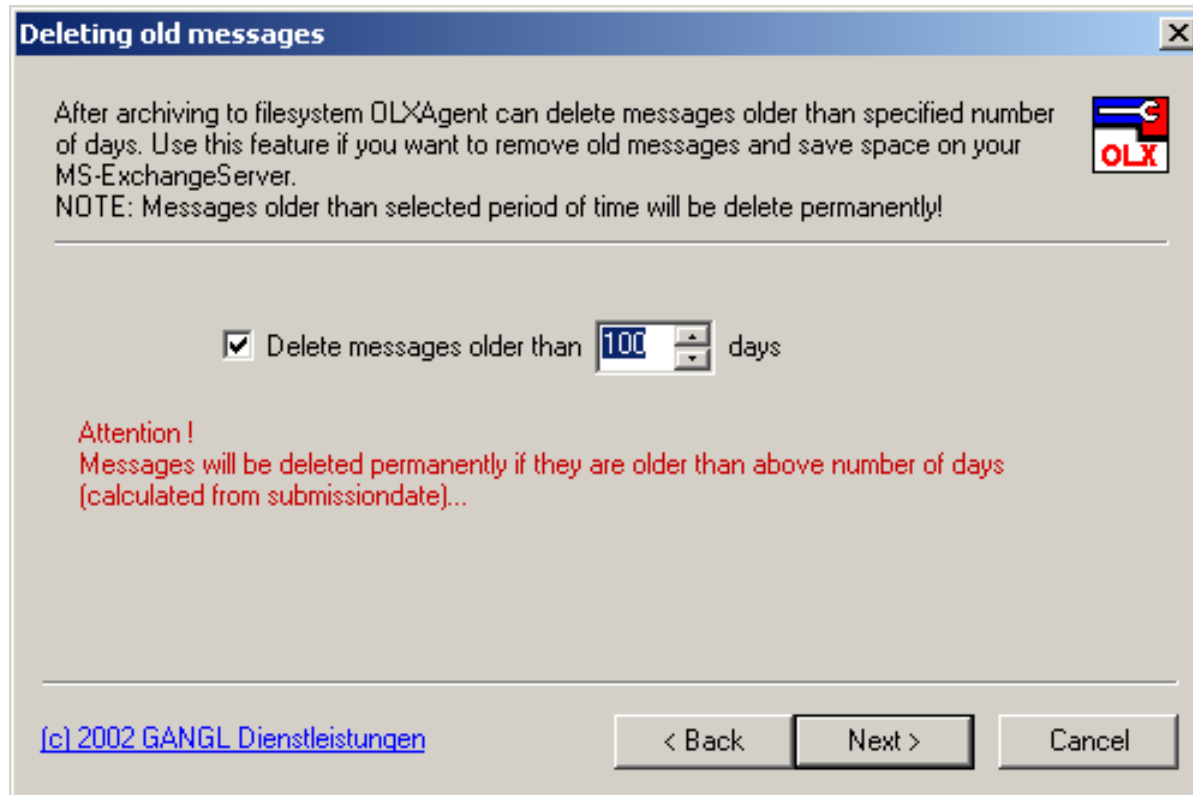 Deleting old messages
After archiving to filesystem OLXAgent can delete messages older than specified number
of days. Use this feature if you want to remove old messages and save space on your
MS-ExchangeServer.
NOTE: Messages older than selected period of time will be delete permanently!
OLX
Delete messages older than 100 days
Attention !
Messages will be deleted permanently if they are older than above number of days
(calculated from submissiondate)...
(c) 2002 GANGL Dienstleistungen
< Back
Next >
Cancel